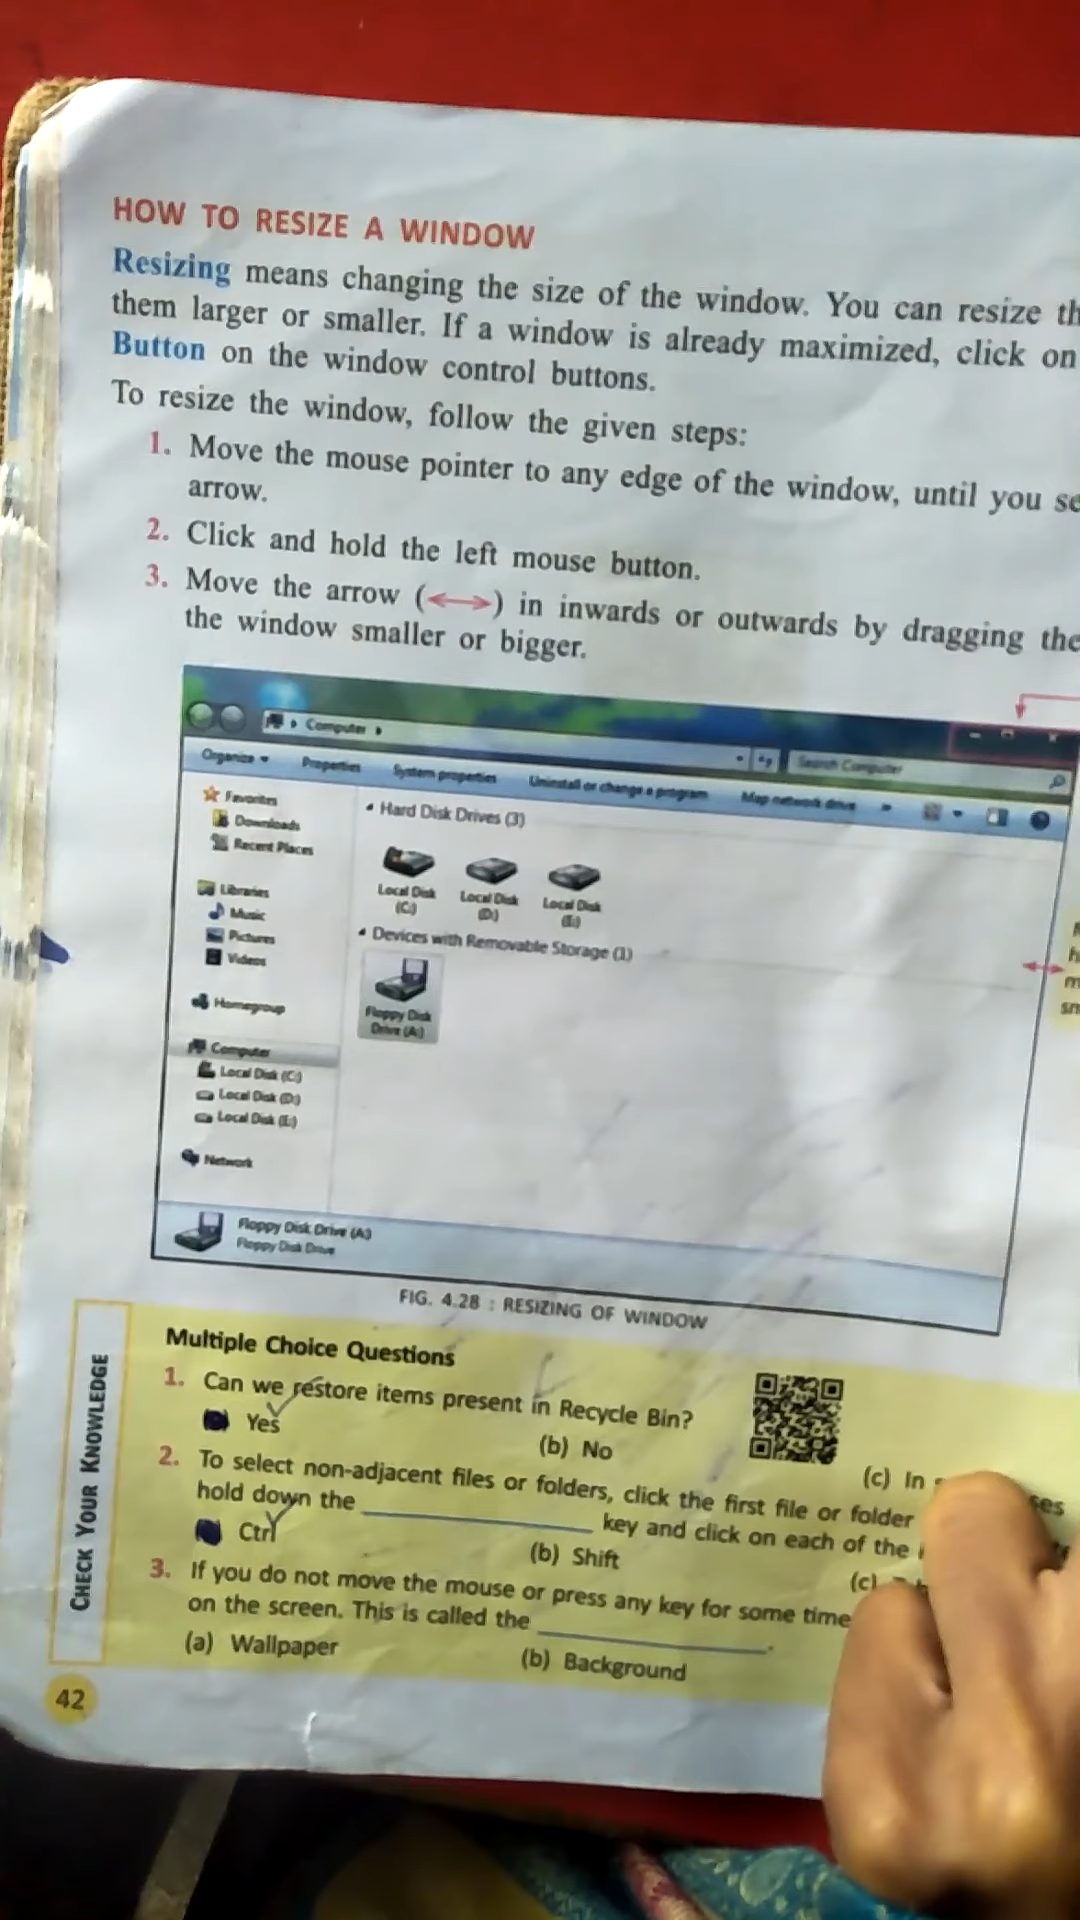 HOW TO RESIZE A WINDOW
Resizing means changing the size of the window. You can resize
them larger or smaller. If a window is already maximized, click on
Button on the window control buttons.
To resize the window, follow the given steps:
1. Move the mouse pointer to any edge of the window, until you
arrow.
2. Click and hold the left mouse button.
3. Move the arrow (↔) in inwards or outwards by dragging the
the window smaller or bigger.
Computer
Search Computer
Organize Properties System properties Uninstall or change a program Map network drive »
Favorites
Downloads
Recent Places
Libraries
Music
Pictures
Videos
Homegroup
Computer
Local Disk (C:)
Local Disk (D:)
Local Disk (E:)
Network
Hard Disk Drives (3)
Local Disk Local Disk Local Disk
(C:) (D:) (E:)
Devices with Removable Storage (1)
Floppy Disk
Drive (A:)
Floppy Disk Drive (A:)
Floppy Disk Drive
FIG. 4.28 : RESIZING OF WINDOW
CHECK YOUR KNOWLEDGE
Multiple Choice Questions
1. Can we restore items present in Recycle Bin?
Yes (b) No (c) In
2. To select non-adjacent files or folders, click the first file or folder
hold down the ____________ key and click on each of the
Ctrl (b) Shift (c)
3. If you do not move the mouse or press any key for some time
on the screen. This is called the ____________.
(a) Wallpaper (b) Background
42